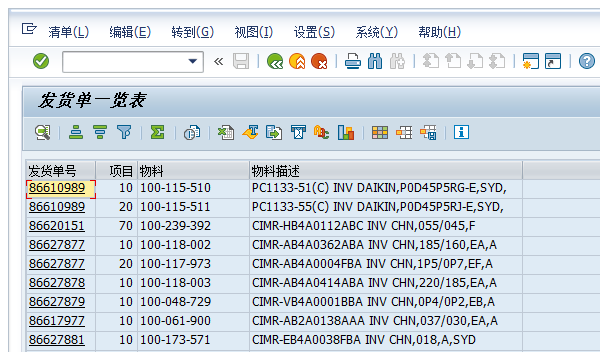 清单(L) 编辑(E) 转到(G) 视图(I) 设置(S) 系统(Y) 帮助(H)
发货单一览表
发货单号 项目 物料 物料描述
86610989 10 100-115-510 PC1133-51(C) INV DAIKIN,P0D45P5RG-E,SYD,
86610989 20 100-115-511 PC1133-55(C) INV DAIKIN,P0D45P5RJ-E,SYD,
86620151 70 100-239-392 CIMR-HB4A0112ABC INV CHN,055/045,F
86627877 10 100-118-002 CIMR-AB4A0362ABA INV CHN,185/160,EA,A
86627877 20 100-117-973 CIMR-AB4A0004FBA INV CHN,1P5/0P7,EF,A
86627878 10 100-118-003 CIMR-AB4A0414ABA INV CHN,220/185,EA,A
86627879 10 100-048-729 CIMR-VB4A0001BBA INV CHN,0P4/0P2,EB,A
86617977 10 100-061-900 CIMR-AB2A0138AAA INV CHN,037/030,EA,A
86627881 10 100-173-571 CIMR-EB4A0038FBA INV CHN,018,A,SYD